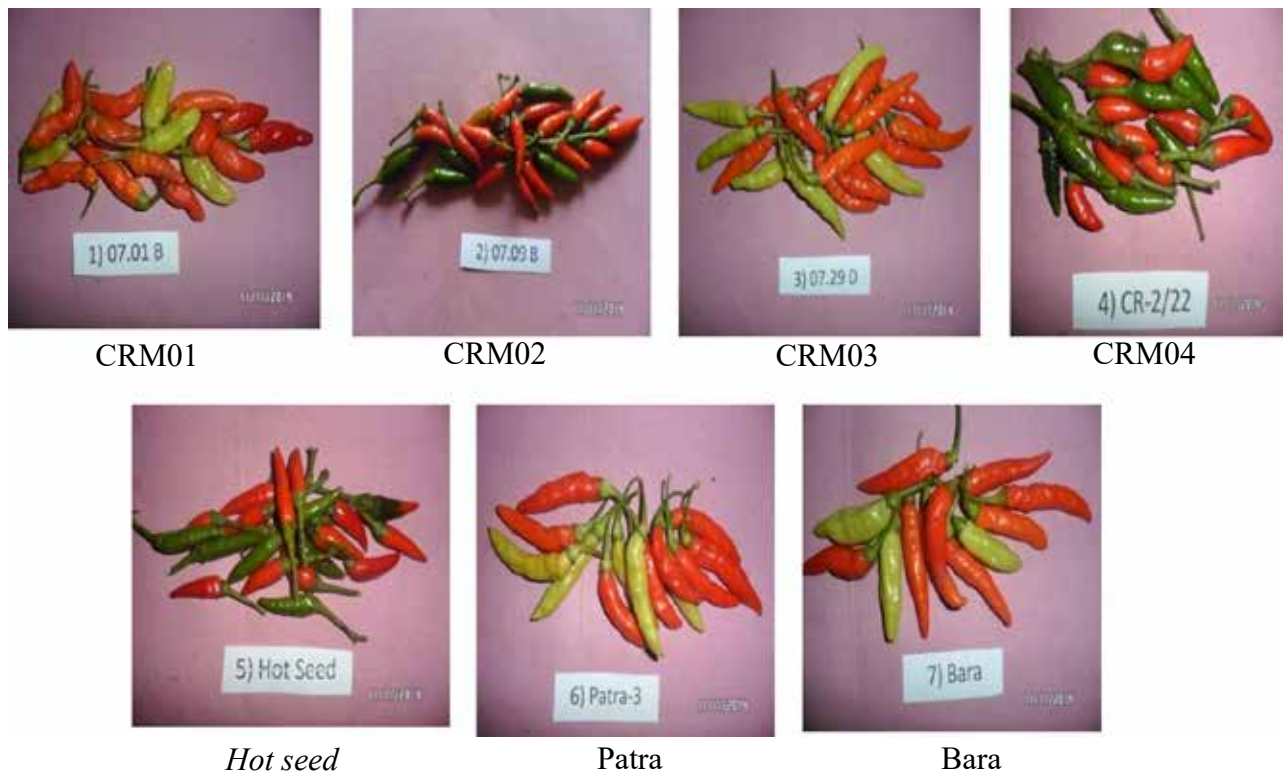 1) 07.01 B
2) 07.09 B
3) 07.29 D
4) CR-2/22
CRM01
CRM02
CRM03
CRM04
5) Hot Seed
6) Patra-3
7) Bara
Hot seed
Patra
Bara